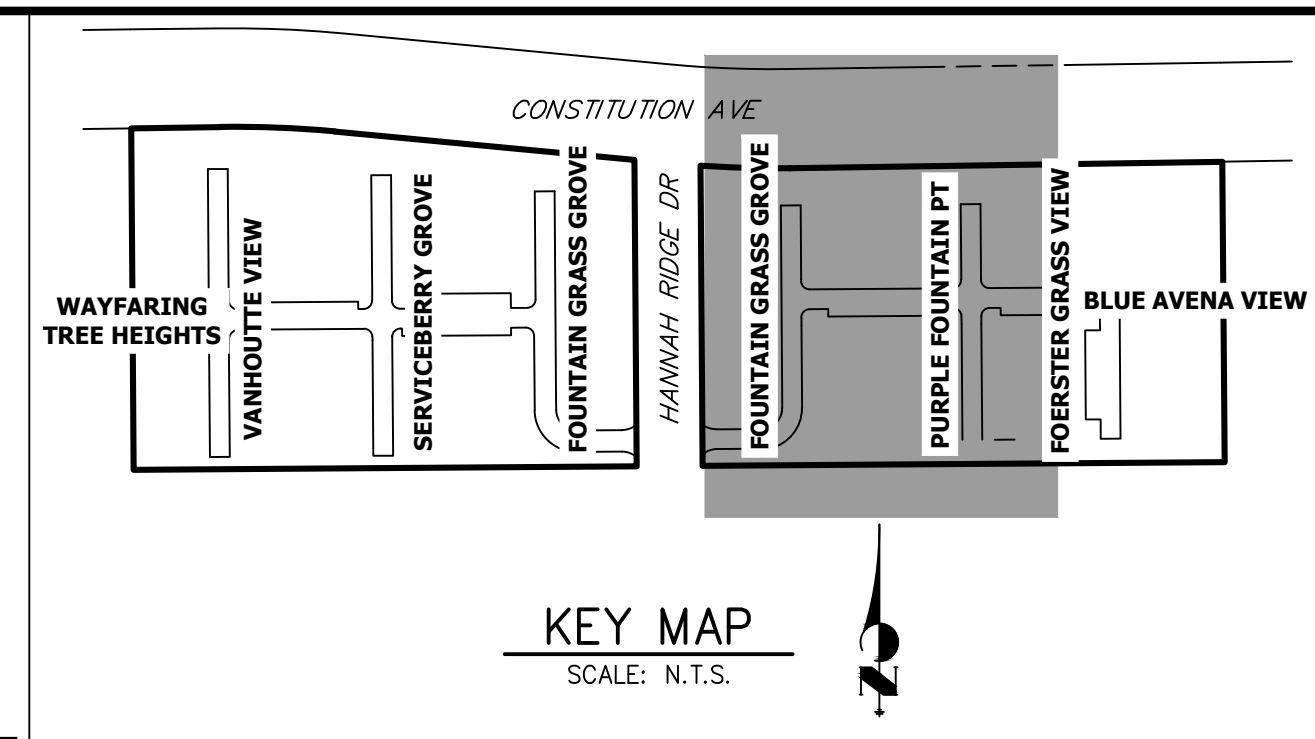 CONSTITUTION AVE
WAYFARING
TREE HEIGHTS
VANHOUTTE VIEW
SERVICEBERRY GROVE
FOUNTAIN GRASS GROVE
HANNAH RIDGE DR
FOUNTAIN GRASS GROVE
PURPLE FOUNTAIN PT
FOERSTER GRASS VIEW
BLUE AVENA VIEW
KEY MAP
SCALE: N.T.S.
N